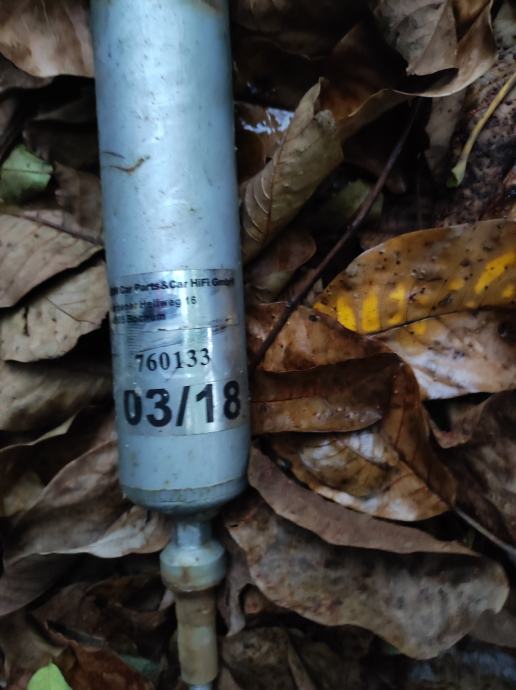 Car Parts&Car HiFi GmbH
Hellweg 16
Bochum
760133
03/18